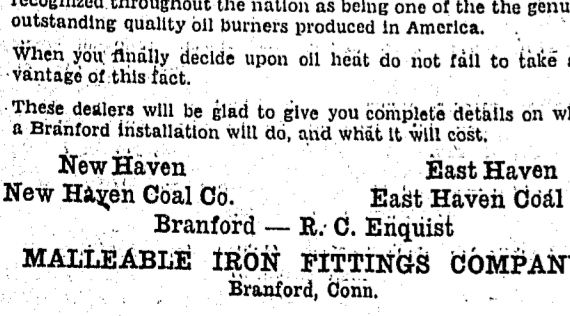 recognized throughout the nation as being one of the the genu
outstanding quality oil burners produced in America.
When you finally decide upon oil heat do not fail to take a
vantage of this fact.
These dealers will be glad to give you complete details on wh
a Branford installation will do, and what it will cost.
New Haven East Haven
New Haven Coal Co. East Haven Coal
Branford — R. C. Enquist
MALLEABLE IRON FITTINGS COMPAN
Branford, Conn.